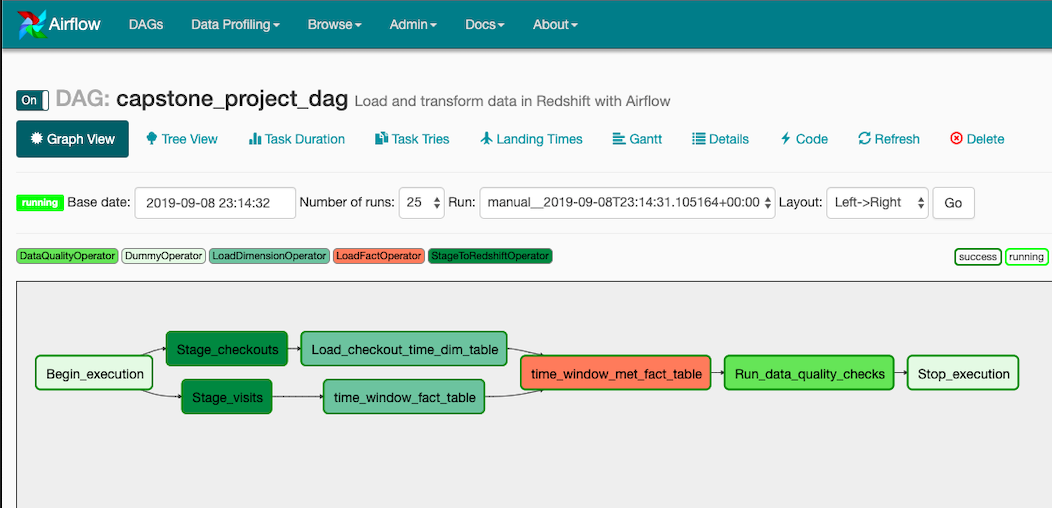 Airflow DAGs Data Profiling Browse Admin Docs About
On DAG: capstone_project_dag Load and transform data in Redshift with Airflow
Graph View Tree View Task Duration Task Tries Landing Times Gantt Details Code Refresh Delete
running Base date: 2019-09-08 23:14:32 Number of runs: 25 Run: manual__2019-09-08T23:14:31.105164+00:00 Layout: Left->Right Go
DataQualityOperator DummyOperator LoadDimensionOperator LoadFactOperator StageToRedshiftOperator success running
Stage_checkouts Load_checkout_time_dim_table
Begin_execution time_window_met_fact_table Run_data_quality_checks Stop_execution
Stage_visits time_window_fact_table